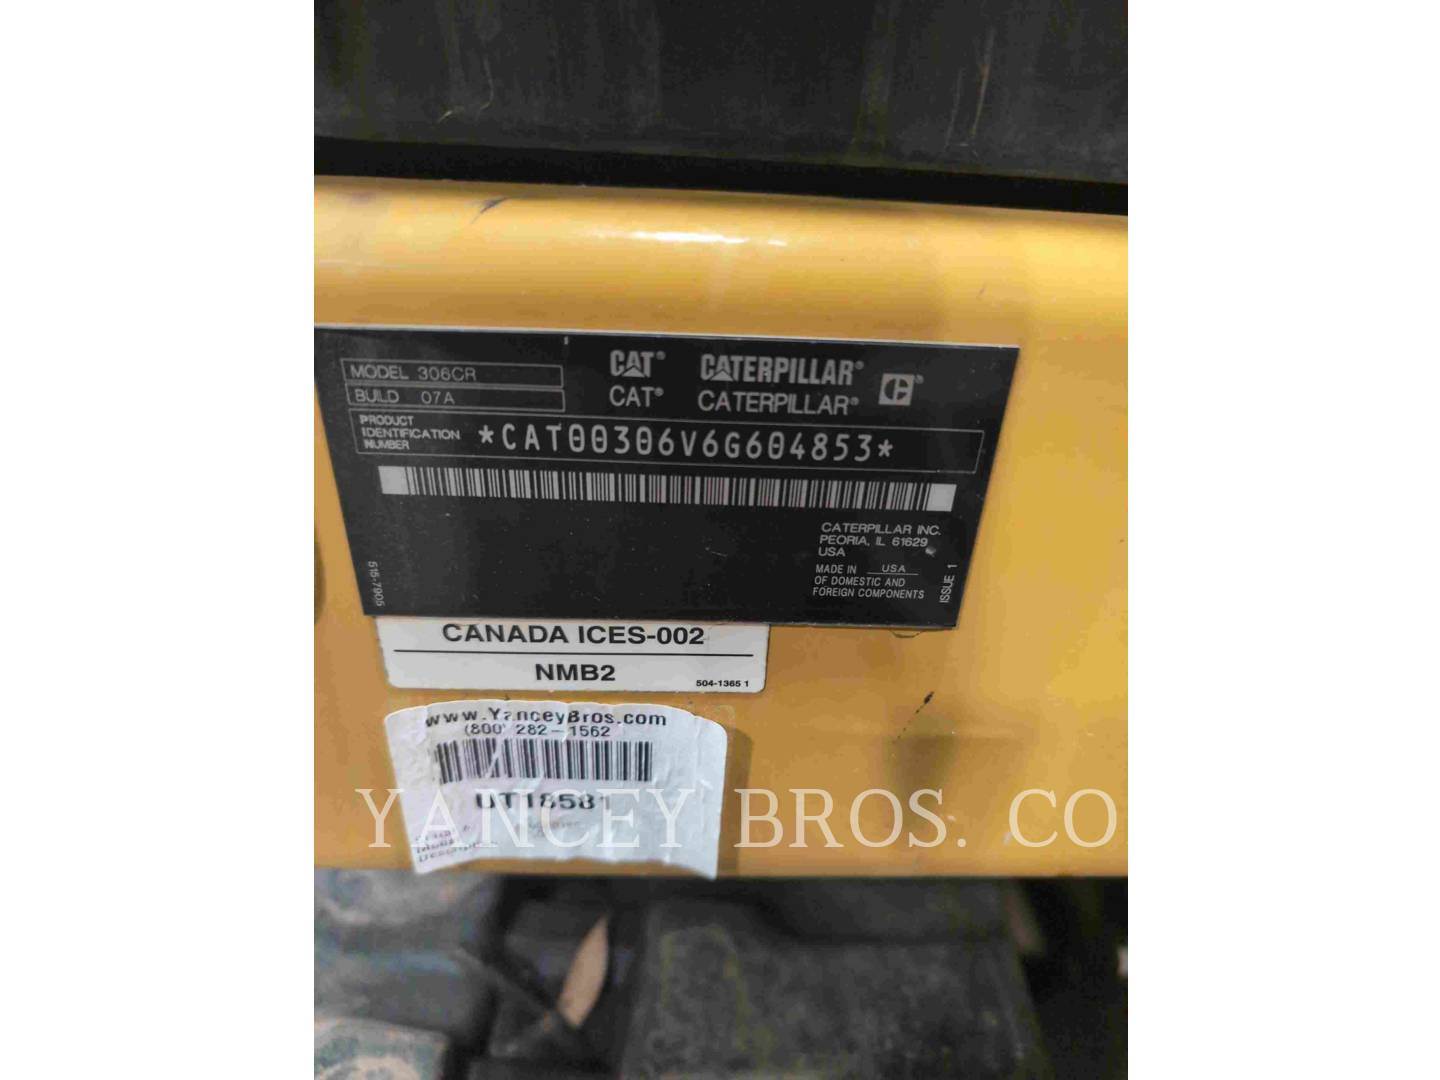 MODEL 306CR
BUILD 07A
CAT® CATERPILLAR®
CAT® CATERPILLAR®
PRODUCT
IDENTIFICATION
NUMBER
*CAT00306V6G604853*
CATERPILLAR INC.
PEORIA, IL 61629
USA
MADE IN USA
OF DOMESTIC AND
FOREIGN COMPONENTS
515-7905
ISSUE 1
CANADA ICES-002
NMB2
504-1365 1
www.YanceyBros.com
(800) 282-1562
UT18581
YANCEY BROS. CO